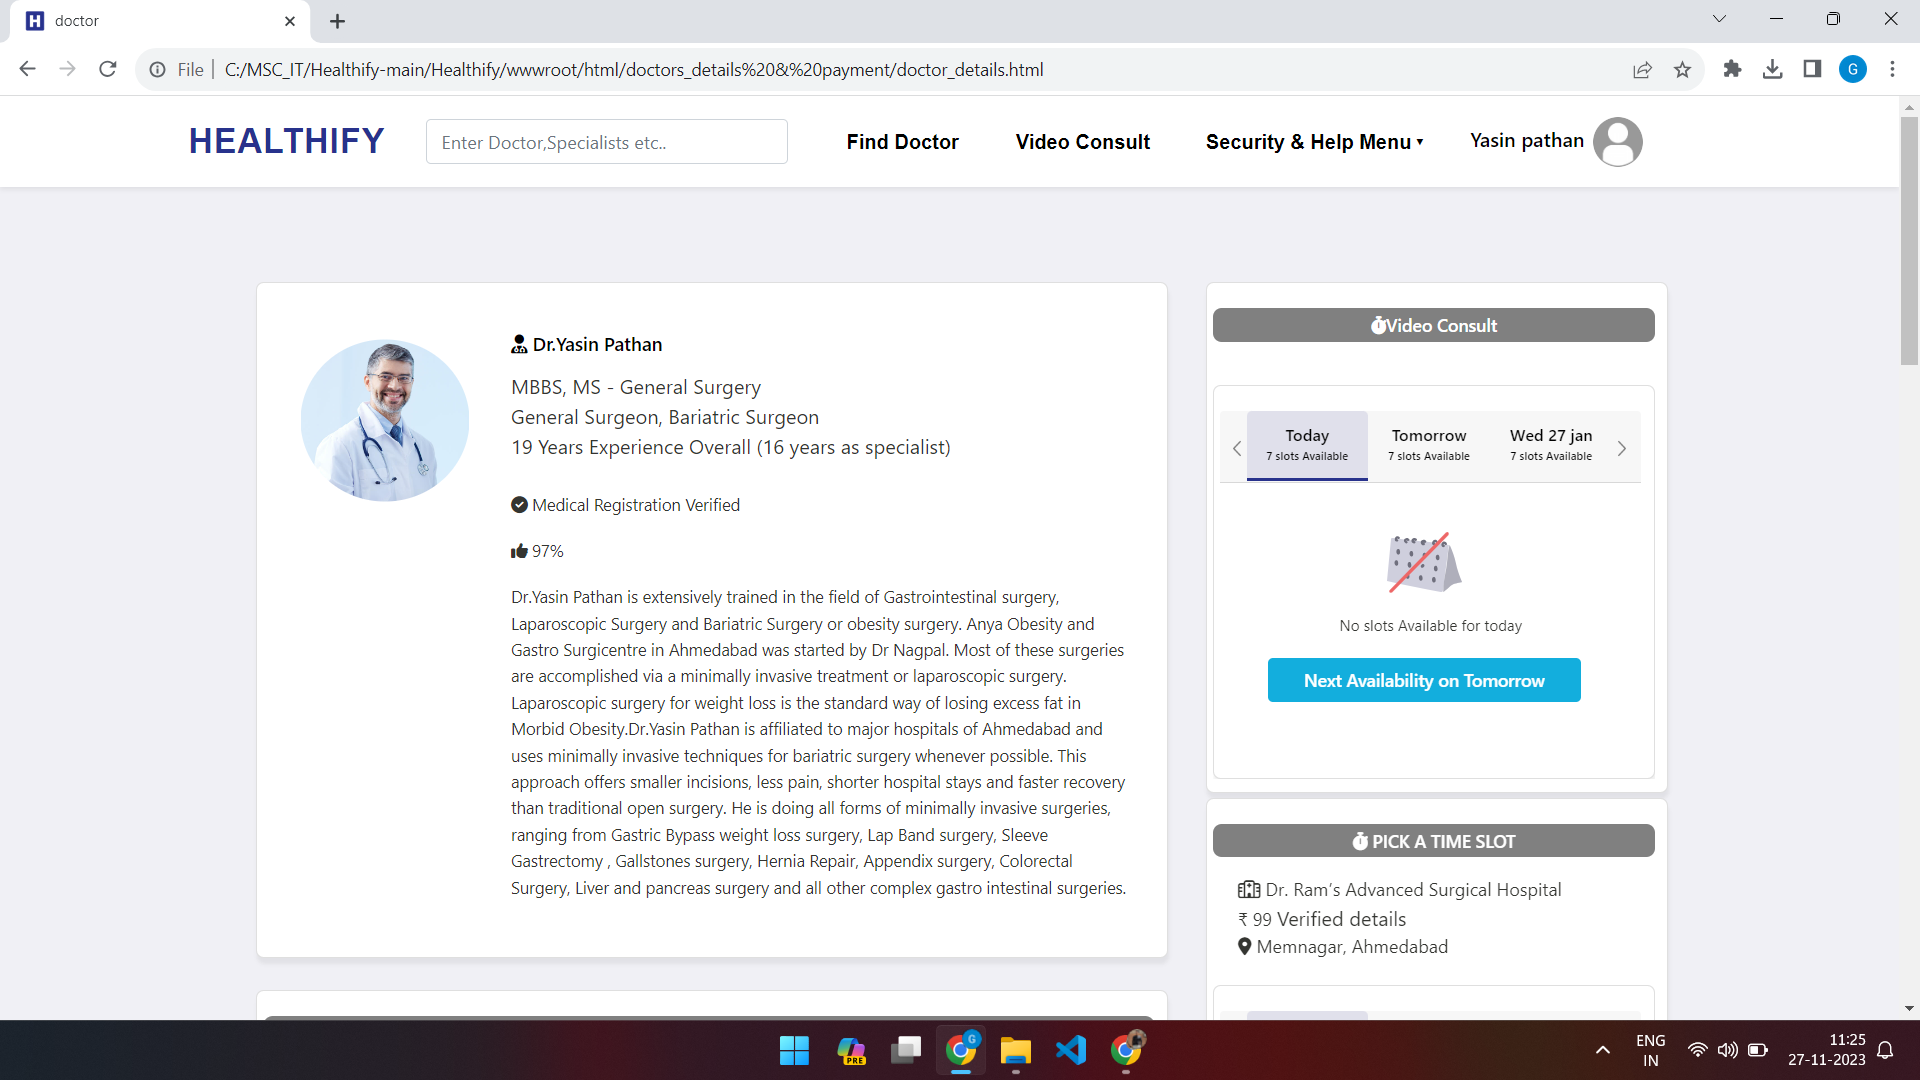 doctor
File
C:/MSC_IT/Healthify-main/Healthify/wwwroot/html/doctors_details%20&%20payment/doctor_details.html
G
HEALTHIFY
Enter Doctor,Specialists etc..
Find Doctor
Video Consult
Security & Help Menu ▾
Yasin pathan
Dr.Yasin Pathan
MBBS, MS - General Surgery
General Surgeon, Bariatric Surgeon
19 Years Experience Overall (16 years as specialist)
Medical Registration Verified
97%
Dr.Yasin Pathan is extensively trained in the field of Gastrointestinal surgery,
Laparoscopic Surgery and Bariatric Surgery or obesity surgery. Anya Obesity and
Gastro Surgicentre in Ahmedabad was started by Dr Nagpal. Most of these surgeries
are accomplished via a minimally invasive treatment or laparoscopic surgery.
Laparoscopic surgery for weight loss is the standard way of losing excess fat in
Morbid Obesity.Dr.Yasin Pathan is affiliated to major hospitals of Ahmedabad and
uses minimally invasive techniques for bariatric surgery whenever possible. This
approach offers smaller incisions, less pain, shorter hospital stays and faster recovery
than traditional open surgery. He is doing all forms of minimally invasive surgeries,
ranging from Gastric Bypass weight loss surgery, Lap Band surgery, Sleeve
Gastrectomy , Gallstones surgery, Hernia Repair, Appendix surgery, Colorectal
Surgery, Liver and pancreas surgery and all other complex gastro intestinal surgeries.
Video Consult
Today
7 slots Available
Tomorrow
7 slots Available
Wed 27 jan
7 slots Available
No slots Available for today
Next Availability on Tomorrow
PICK A TIME SLOT
Dr. Ram's Advanced Surgical Hospital
₹ 99 Verified details
Memnagar, Ahmedabad
PRE
G
ENG
IN
11:25
27-11-2023